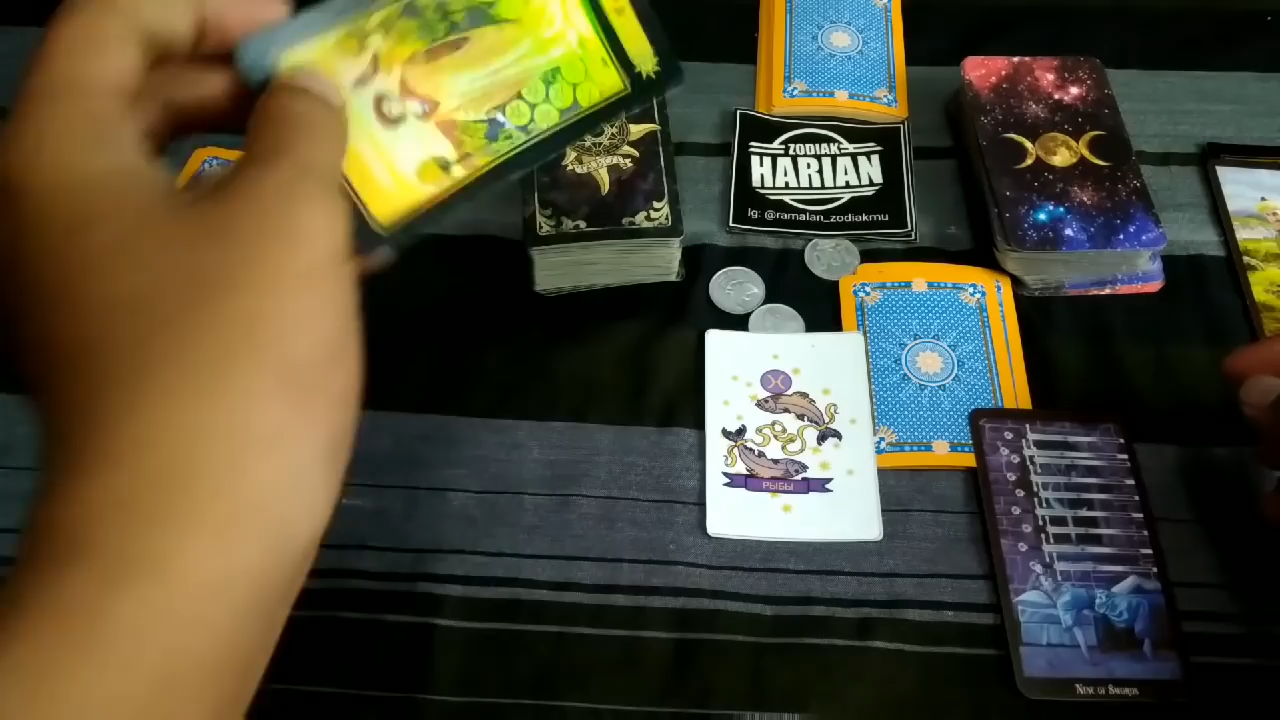 ZODIAK
HARIAN
Ig: @ramalan_zodiakmu
РЫБЫ
NINE OF SWORDS